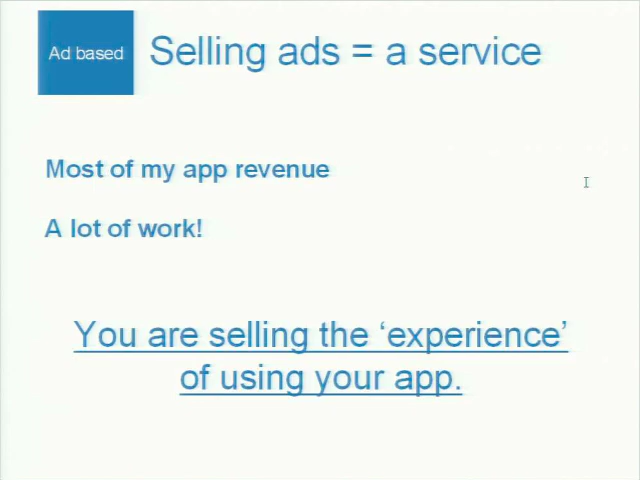 Ad based
Selling ads = a service
Most of my app revenue
A lot of work!
You are selling the ‘experience’
of using your app.